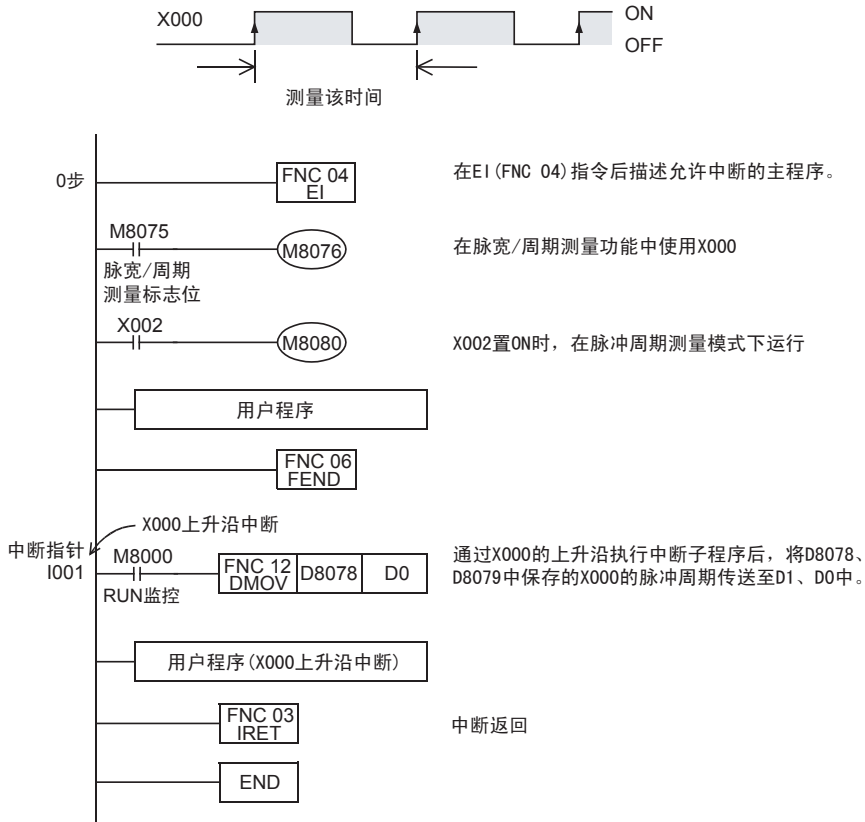 X000
ON
OFF
测量该时间
0步
FNC 04
EI
在EI(FNC 04)指令后描述允许中断的主程序。
M8075
M8076
脉宽/周期
测量标志位
在脉宽/周期测量功能中使用X000
X002
M8080
X002置ON时，在脉冲周期测量模式下运行
用户程序
FNC 06
FEND
X000上升沿中断
中断指针
I001
M8000
RUN监控
FNC 12
DMOV
D8078
D0
通过X000的上升沿执行中断子程序后，将D8078、
D8079中保存的X000的脉冲周期传送至D1、D0中。
用户程序(X000上升沿中断)
FNC 03
IRET
中断返回
END